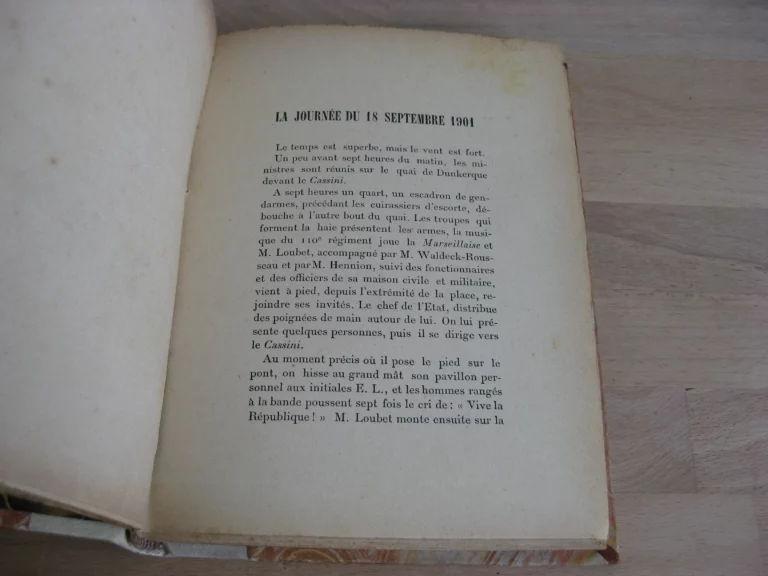 LA JOURNÉE DU 18 SEPTEMBRE 1901
Le temps est superbe, mais le vent est fort.
Un peu avant sept heures du matin, les mi-
nistres sont réunis sur le quai de Dunkerque
devant le Cassini.
A sept heures un quart, un escadron de gen-
darmes, précédant les cuirassiers d'escorte, dé-
bouche à l'autre bout du quai. Les troupes qui
forment la haie présentent les armes, la musi-
que du 110e régiment joue la Marseillaise et
M. Loubet, accompagné par M. Waldeck-Rous-
seau et par M. Hennion, suivi des fonctionnaires
et des officiers de sa maison civile et militaire,
vient à pied, depuis l'extrémité de la place, re-
joindre ses invités. Le chef de l'Etat, distribue
des poignées de main autour de lui. On lui pré-
sente quelques personnes, puis il se dirige vers
le Cassini.
Au moment précis où il pose le pied sur le
pont, on hisse au grand mât son pavillon per-
sonnel aux initiales E. L., et les hommes rangés
à la bande poussent sept fois le cri de : « Vive la
République ! » M. Loubet monte ensuite sur la